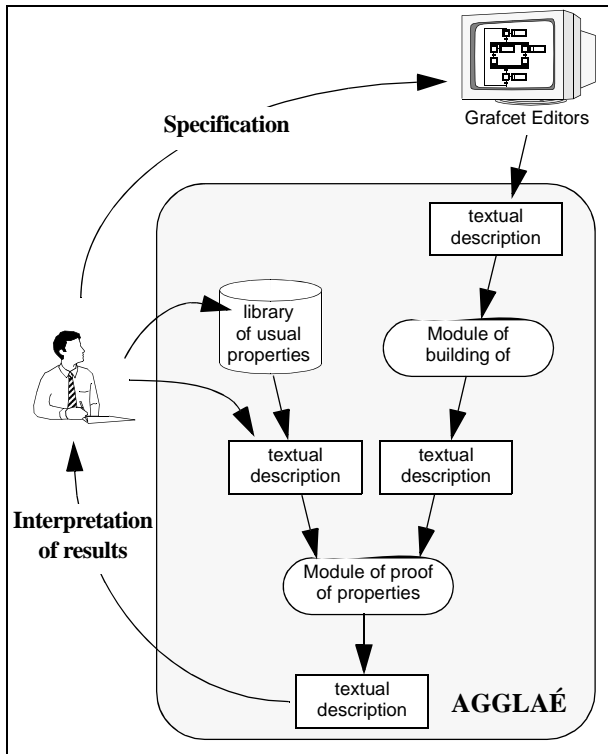 Grafcet Editors
Specification
textual
description
library
of usual
properties
Module of
building of
textual
description
textual
description
Interpretation
of results
Module of proof
of properties
textual
description
AGGLAÉ